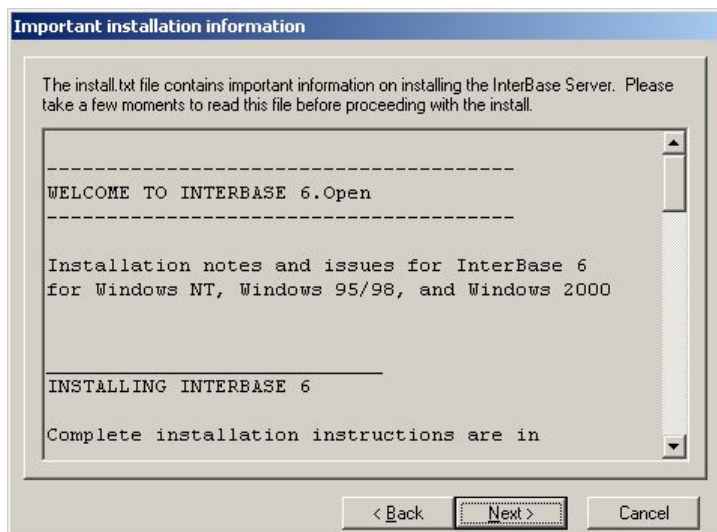 Important installation information
The install.txt file contains important information on installing the InterBase Server. Please
take a few moments to read this file before proceeding with the install.
----------------------------------------
WELCOME TO INTERBASE 6.Open
----------------------------------------
Installation notes and issues for InterBase 6
for Windows NT, Windows 95/98, and Windows 2000
_____________________________
INSTALLING INTERBASE 6
Complete installation instructions are in
< Back Next > Cancel